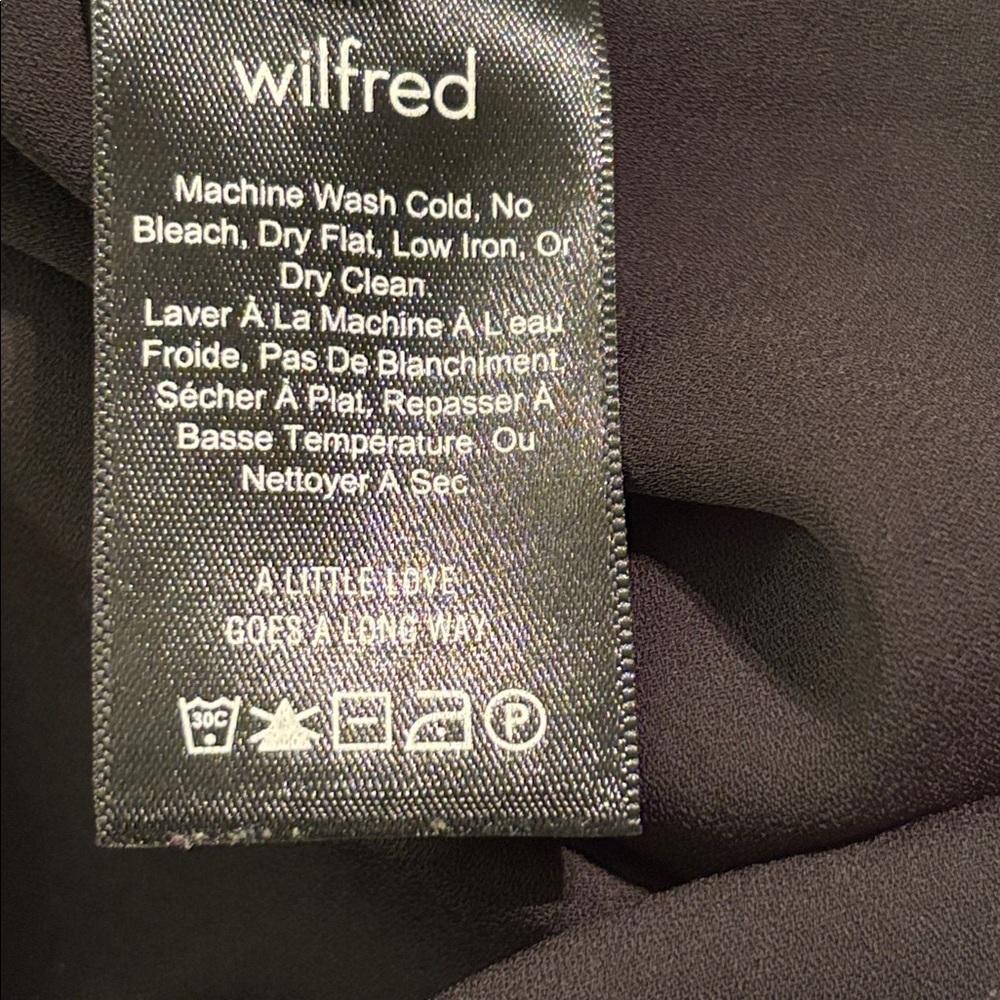 wilfred
Machine Wash Cold, No
Bleach, Dry Flat, Low Iron, Or
Dry Clean
Laver À La Machine À L'eau
Froide, Pas De Blanchiment,
Sécher À Plat, Repasser À
Basse Température, Ou
Nettoyer À Sec
A LITTLE LOVE
GOES A LONG WAY
30C
P